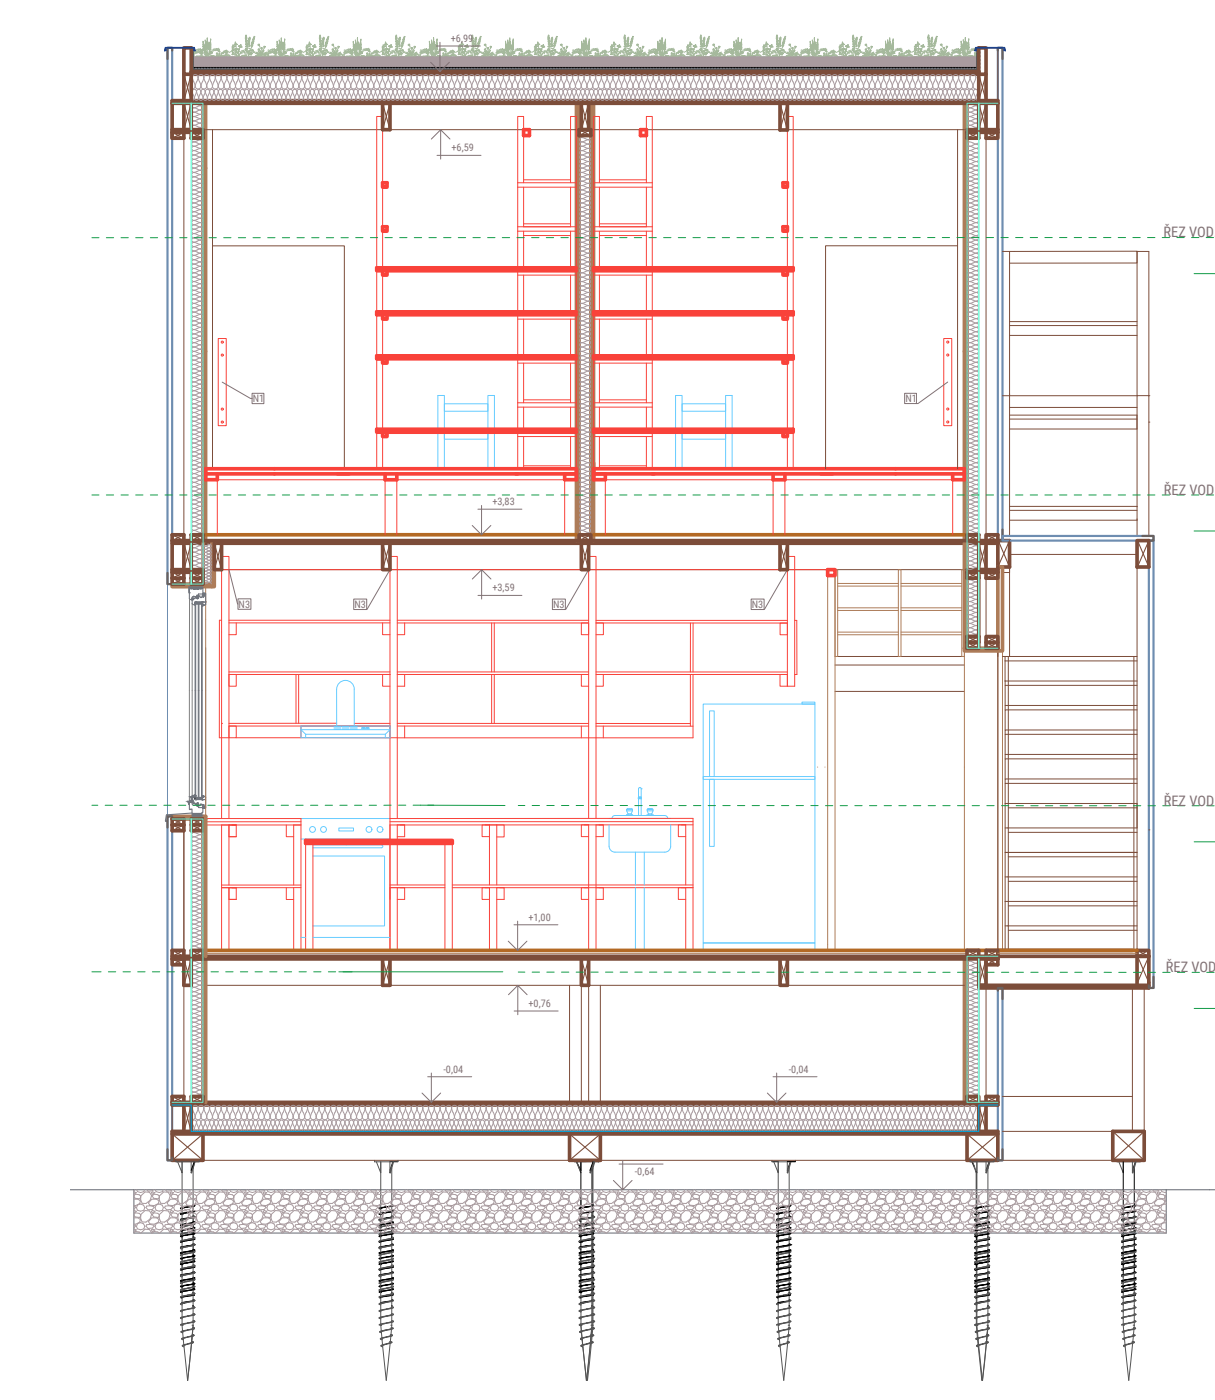 +6,99
+6,59
ŘEZ VOD
N1
N1
ŘEZ VOD
+3,83
+3,59
N3
N3
N3
N3
ŘEZ VOD
+1,00
ŘEZ VOD
+0,76
-0,04
-0,04
-0,64